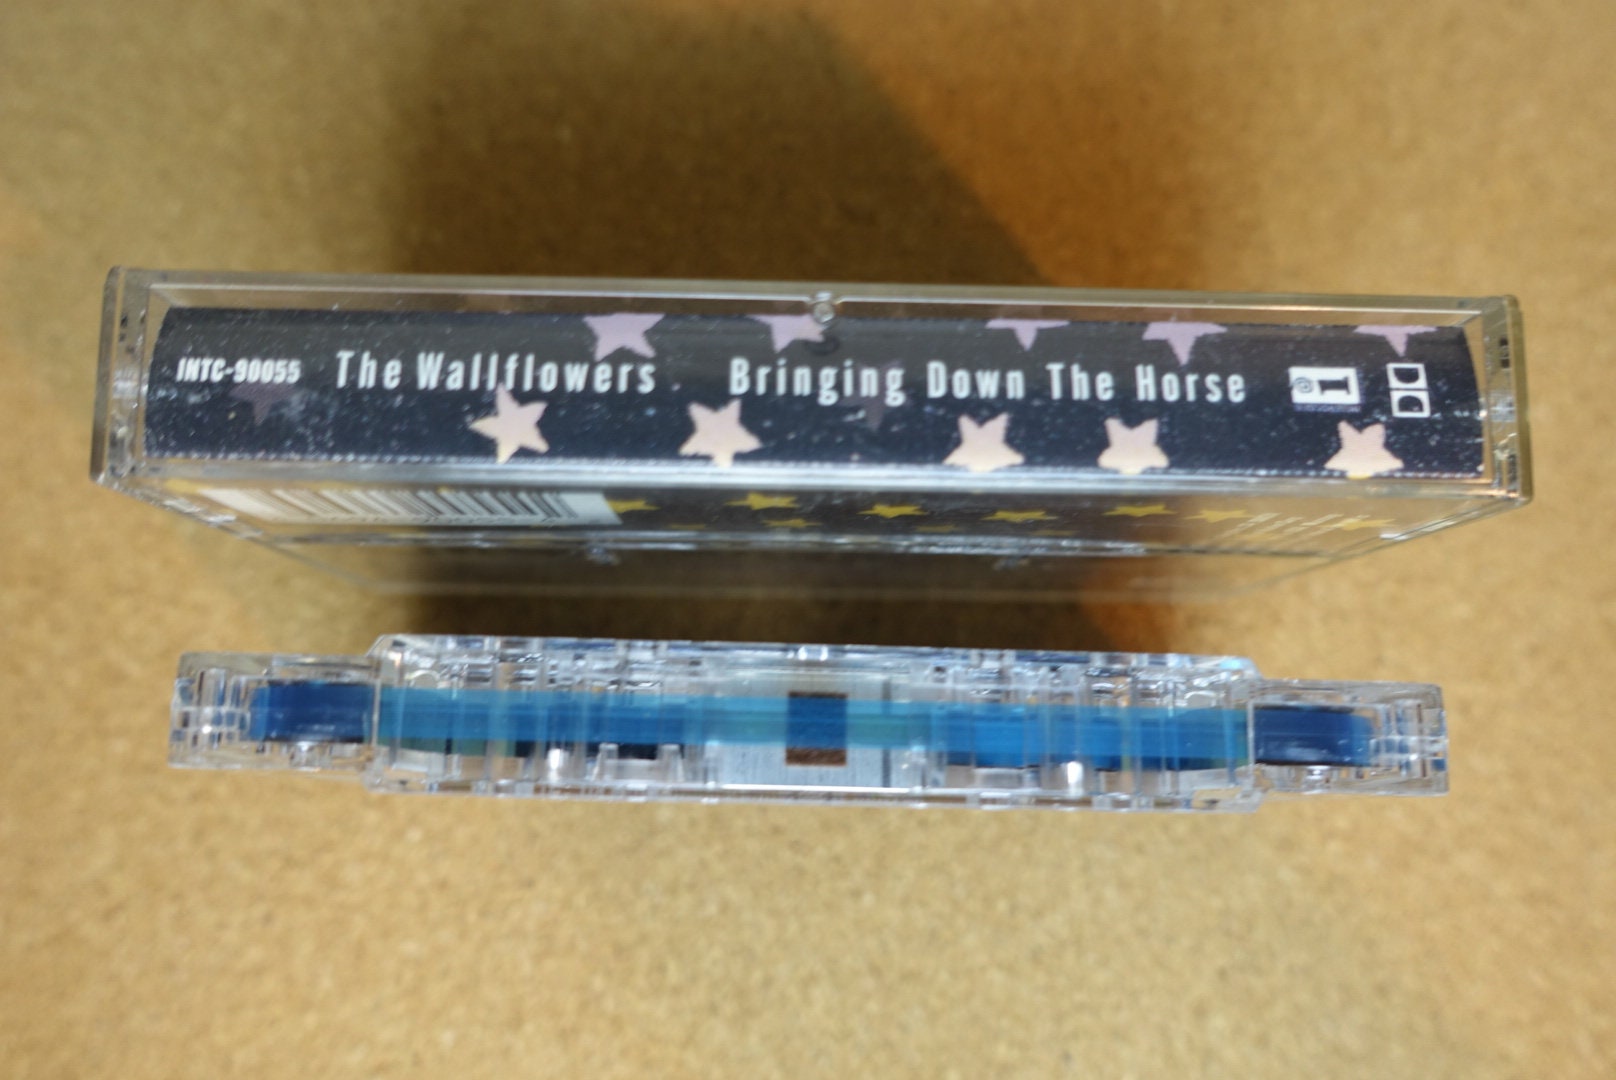 INTC-90055 The Wallflowers Bringing Down The Horse